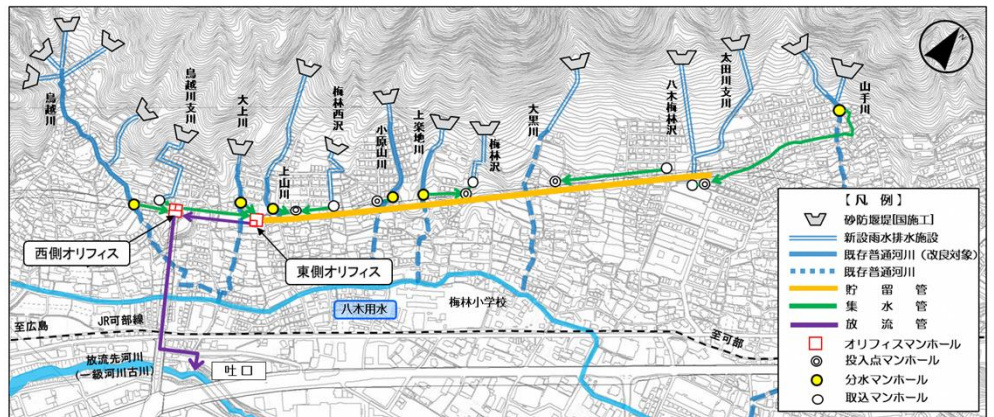 鳥越川
鳥越川支川
大上川
上山川
梅林西沢
小原山川
上楽地川
梅林沢
大黒川
八木梅林沢
太田川支川
山手川
N
西側オリフィス
東側オリフィス
八木用水
梅林小学校
至広島
JR可部線
至可部
放流先河川
(一級河川古川)
吐口
【凡 例】
砂防堰堤[国施工]
新設雨水排水施設
既存普通河川(改良対象)
既存普通河川
貯 留 管
集 水 管
放 流 管
オリフィスマンホール
投入点マンホール
分水マンホール
取込マンホール